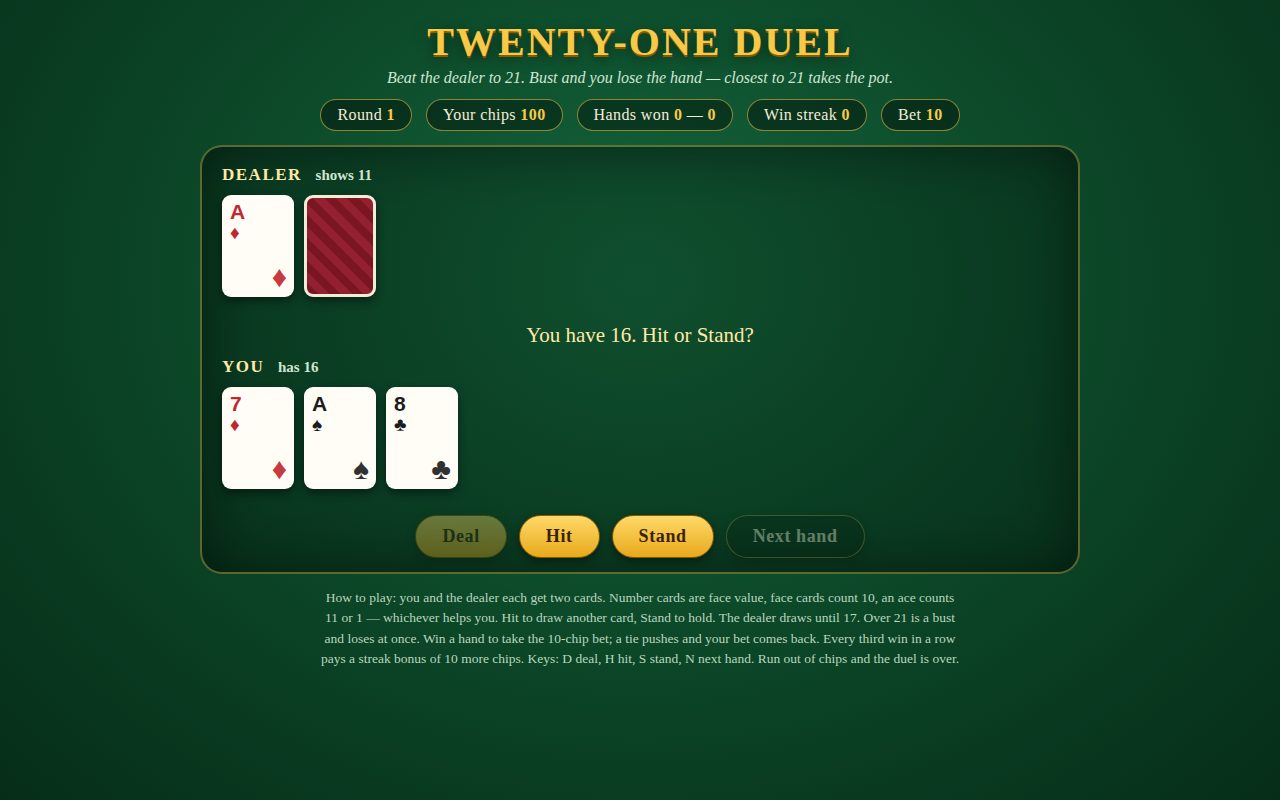 TWENTY-ONE DUEL
Beat the dealer to 21. Bust and you lose the hand — closest to 21 takes the pot.
Round 1 Your chips 100 Hands won 0 — 0 Win streak 0 Bet 10
DEALER shows 11
A
♦
♦
You have 16. Hit or Stand?
YOU has 16
7 A 8
♦ ♠ ♣
♦ ♠ ♣
Deal Hit Stand Next hand
How to play: you and the dealer each get two cards. Number cards are face value, face cards count 10, an ace counts
11 or 1 — whichever helps you. Hit to draw another card, Stand to hold. The dealer draws until 17. Over 21 is a bust
and loses at once. Win a hand to take the 10-chip bet; a tie pushes and your bet comes back. Every third win in a row
pays a streak bonus of 10 more chips. Keys: D deal, H hit, S stand, N next hand. Run out of chips and the duel is over.